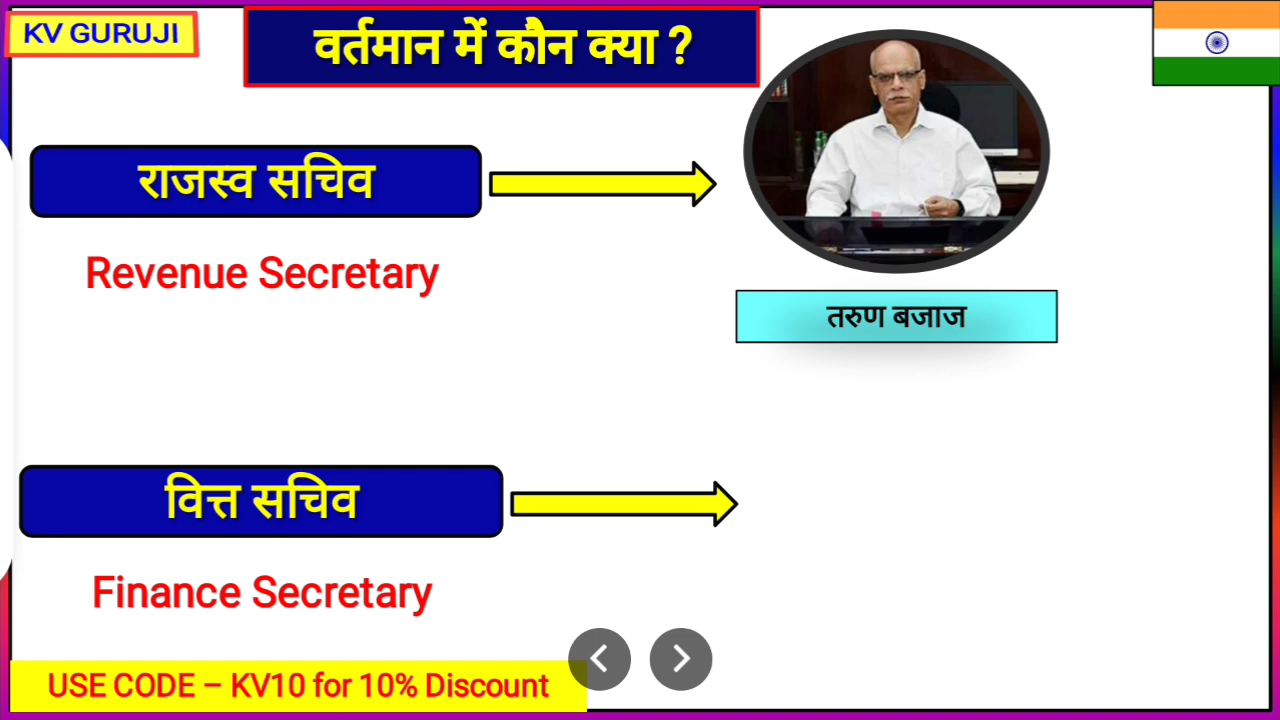 KV GURUJI
वर्तमान में कौन क्या ?
राजस्व सचिव
Revenue Secretary
तरुण बजाज
वित्त सचिव
Finance Secretary
USE CODE – KV10 for 10% Discount